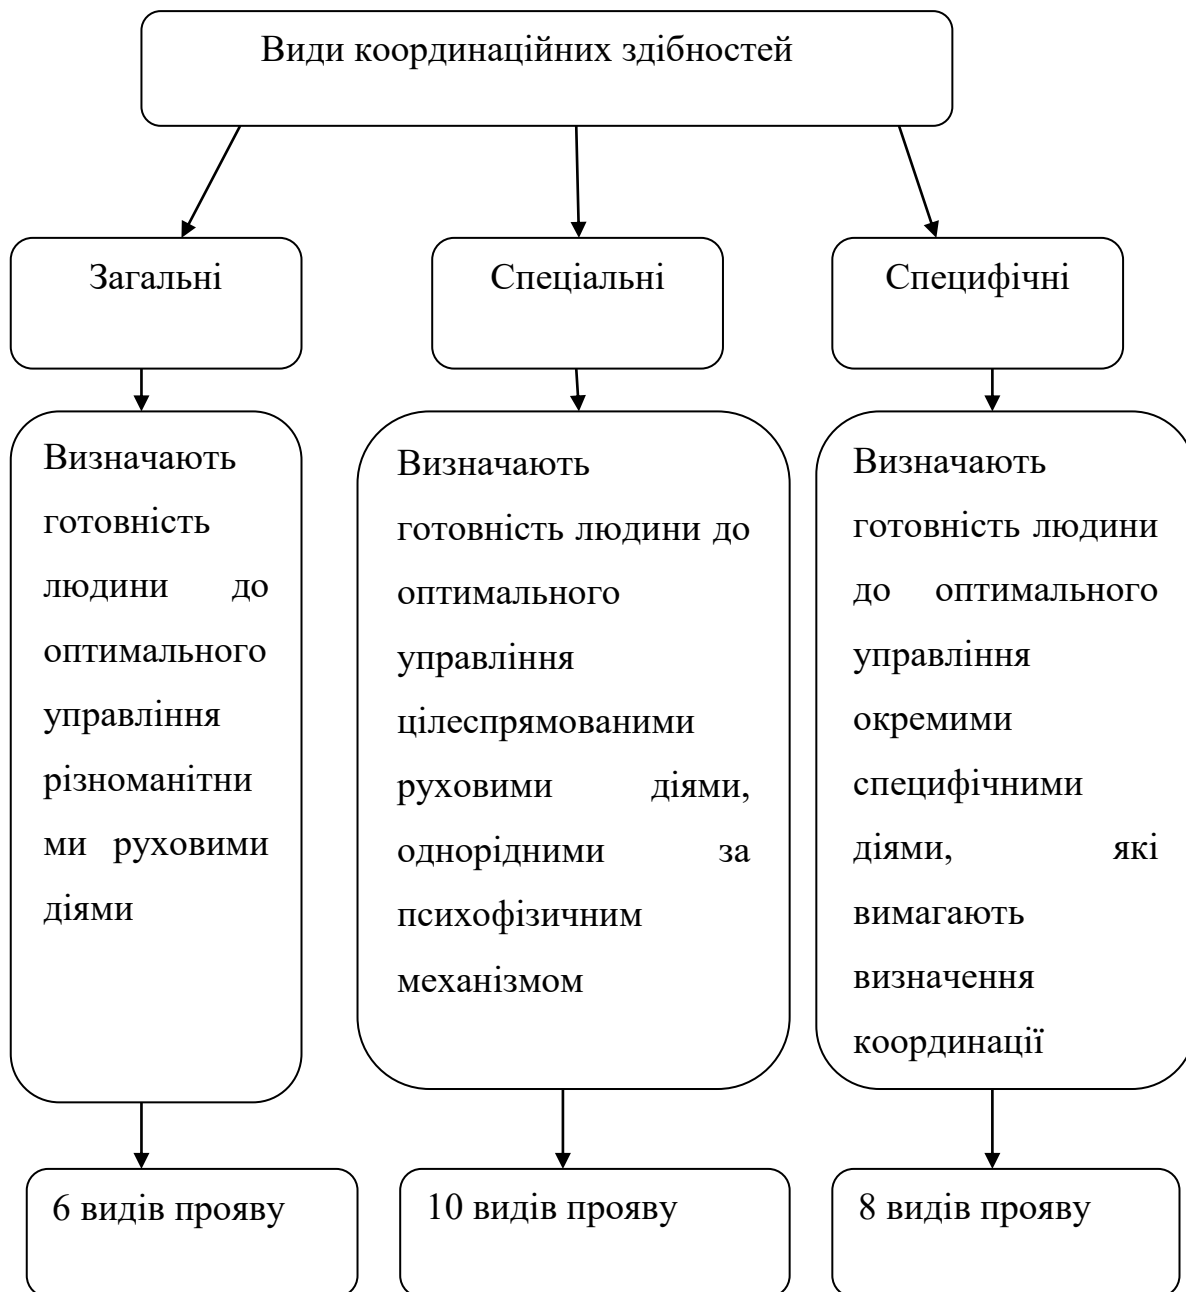 Види координаційних здібностей
Загальні
Спеціальні
Специфічні
Визначають
готовність
людини до
оптимального
управління
різноманітни
ми руховими
діями
Визначають
готовність людини до
оптимального
управління
цілеспрямованими
руховими діями,
однорідними за
психофізичним
механізмом
Визначають
готовність людини
до оптимального
управління
окремими
специфічними
діями, які
вимагають
визначення
координації
6 видів прояву
10 видів прояву
8 видів прояву